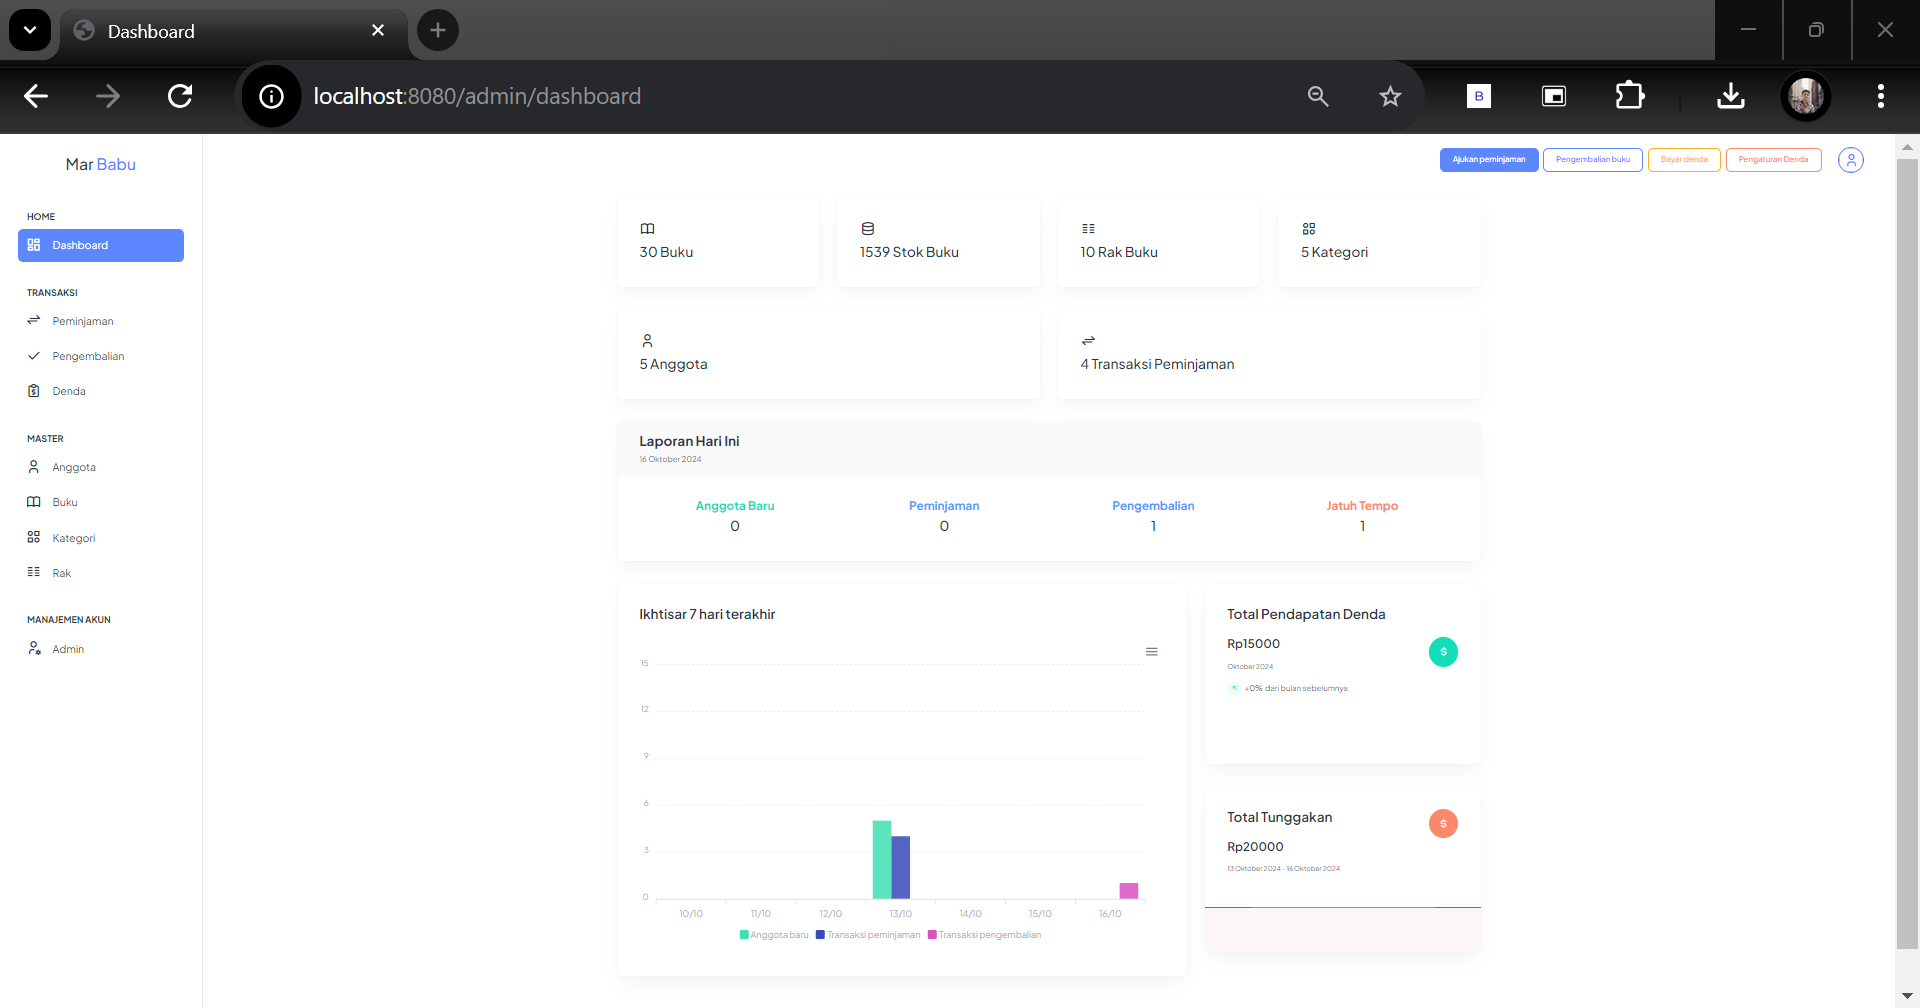 Dashboard
localhost:8080/admin/dashboard
B
Mar Babu
Ajukan peminjaman
Pengembalian buku
Bayar denda
Pengaturan Denda
HOME
Dashboard
TRANSAKSI
Peminjaman
Pengembalian
Denda
MASTER
Anggota
Buku
Kategori
Rak
MANAJEMEN AKUN
Admin
30 Buku
1539 Stok Buku
10 Rak Buku
5 Kategori
5 Anggota
4 Transaksi Peminjaman
Laporan Hari Ini
16 Oktober 2024
Anggota Baru
0
Peminjaman
0
Pengembalian
1
Jatuh Tempo
1
Ikhtisar 7 hari terakhir
15
12
9
6
3
0
10/10 11/10 12/10 13/10 14/10 15/10 16/10
Anggota baru Transaksi peminjaman Transaksi pengembalian
Total Pendapatan Denda
Rp15000
$
Oktober 2024
+0% dari bulan sebelumnya
Total Tunggakan
$
Rp20000
13 Oktober 2024 - 16 Oktober 2024